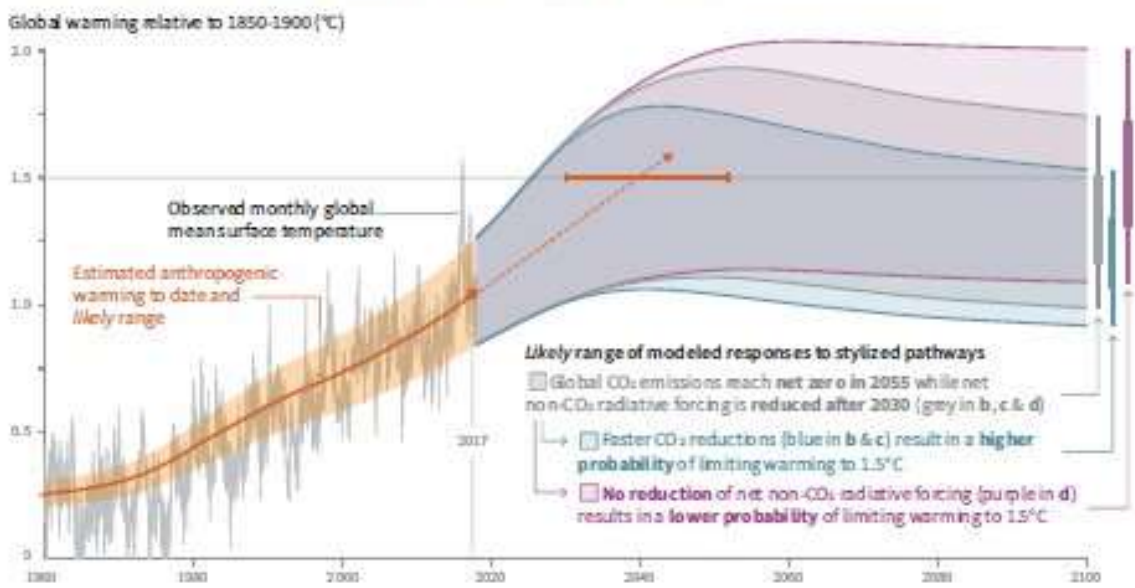 Global warming relative to 1850-1900 (°C)
2.0
1.5
Observed monthly global
mean surface temperature
Estimated anthropogenic
warming to date and
likely range
1.0
Likely range of modeled responses to stylized pathways
Global CO₂ emissions reach net zero in 2055 while net
non-CO₂ radiative forcing is reduced after 2030 (grey in b, c & d)
0.5
2017
Faster CO₂ reductions (blue in b & c) result in a higher
probability of limiting warming to 1.5°C
No reduction of net non-CO₂ radiative forcing (purple in d)
results in a lower probability of limiting warming to 1.5°C
0
1960
1980
2000
2020
2040
2060
2080
2100